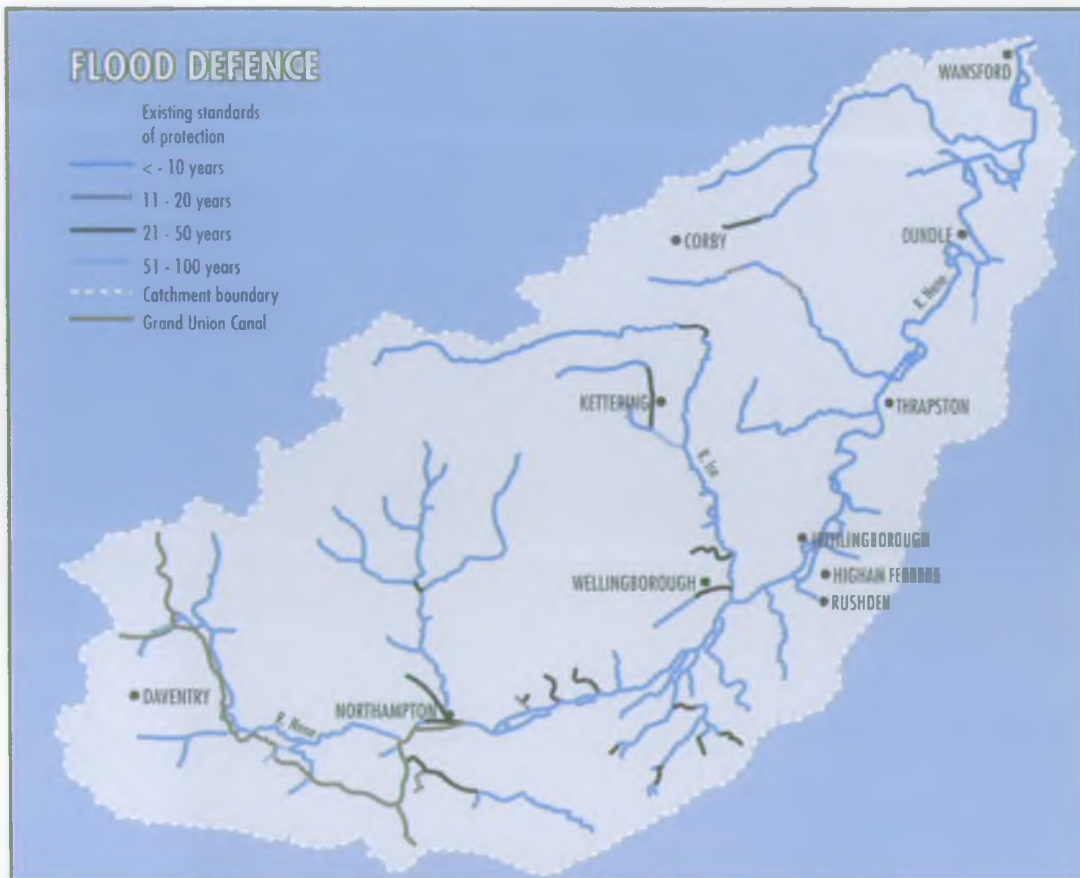 FLOOD DEFENCE
Existing standards
of protection
< - 10 years
11 - 20 years
21 - 50 years
51 - 100 years
Catchment boundary
Grand Union Canal
WANSFORD
CORBY
OUNDLE
R. Nene
KETTERING
THRAPSTON
R. Ise
WELLINGBOROUGH
HIGHAM
RUSHDEN
DAVENTRY
NORTHAMPTON
R. Nene